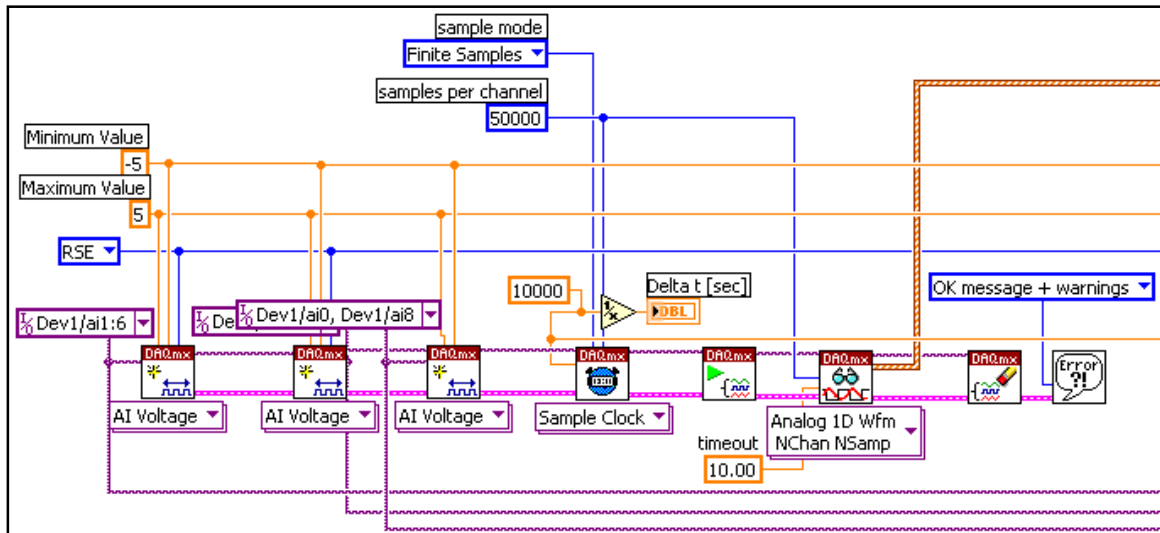 sample mode
Finite Samples
samples per channel
50000
Minimum Value
-5
Maximum Value
5
RSE
10000
Delta t [sec]
DBL
OK message + warnings
Dev1/ai1:6
Dev1/ai0, Dev1/ai8
DAQmx
DAQmx
DAQmx
DAQmx
DAQmx
DAQmx
DAQmx
1/x
Error
?!
AI Voltage
AI Voltage
AI Voltage
Sample Clock
Analog 1D Wfm
NChan NSamp
timeout
10.00